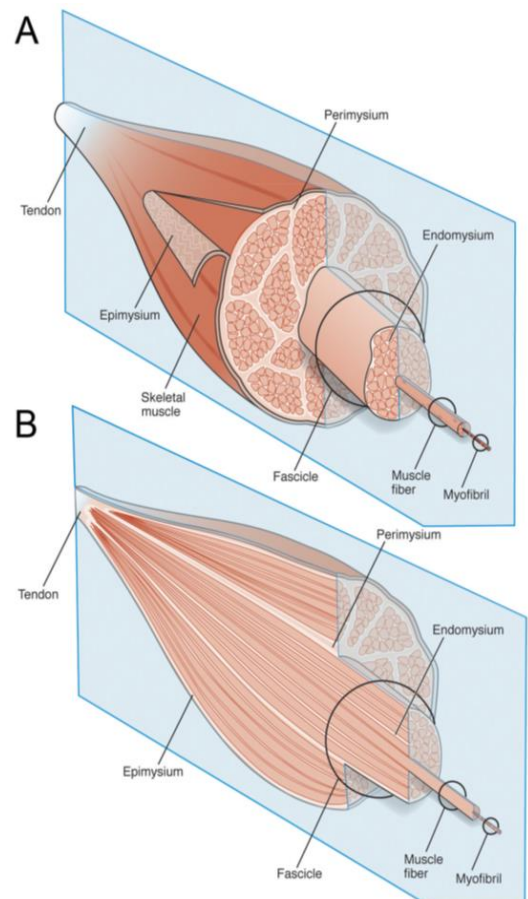 A
Perimysium
Tendon
Endomysium
Epimysium
Skeletal
muscle
Fascicle
Muscle
fiber
Myofibril
B
Perimysium
Tendon
Endomysium
Epimysium
Fascicle
Muscle
fiber
Myofibril